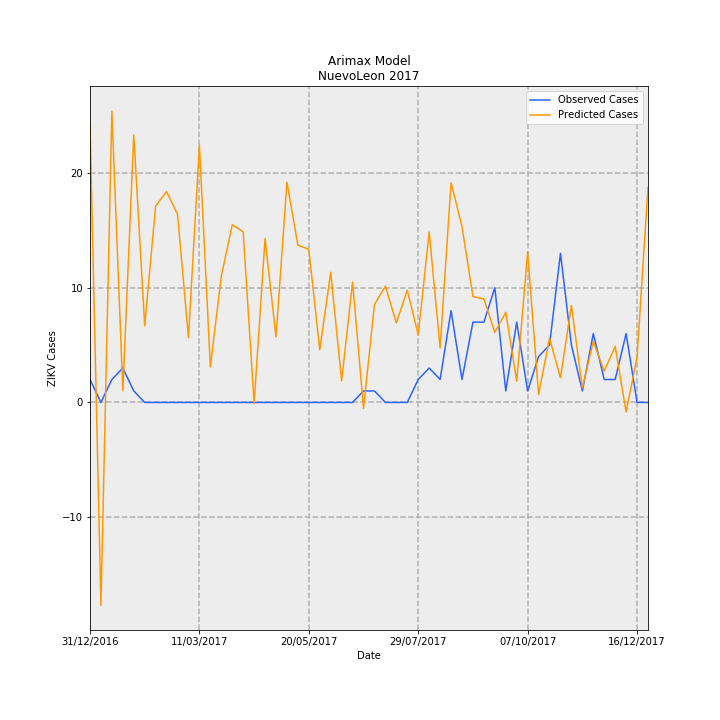 Arimax Model
NuevoLeon 2017
Observed Cases
Predicted Cases
20
10
0
−10
ZIKV Cases
31/12/2016 11/03/2017 20/05/2017 29/07/2017 07/10/2017 16/12/2017
Date